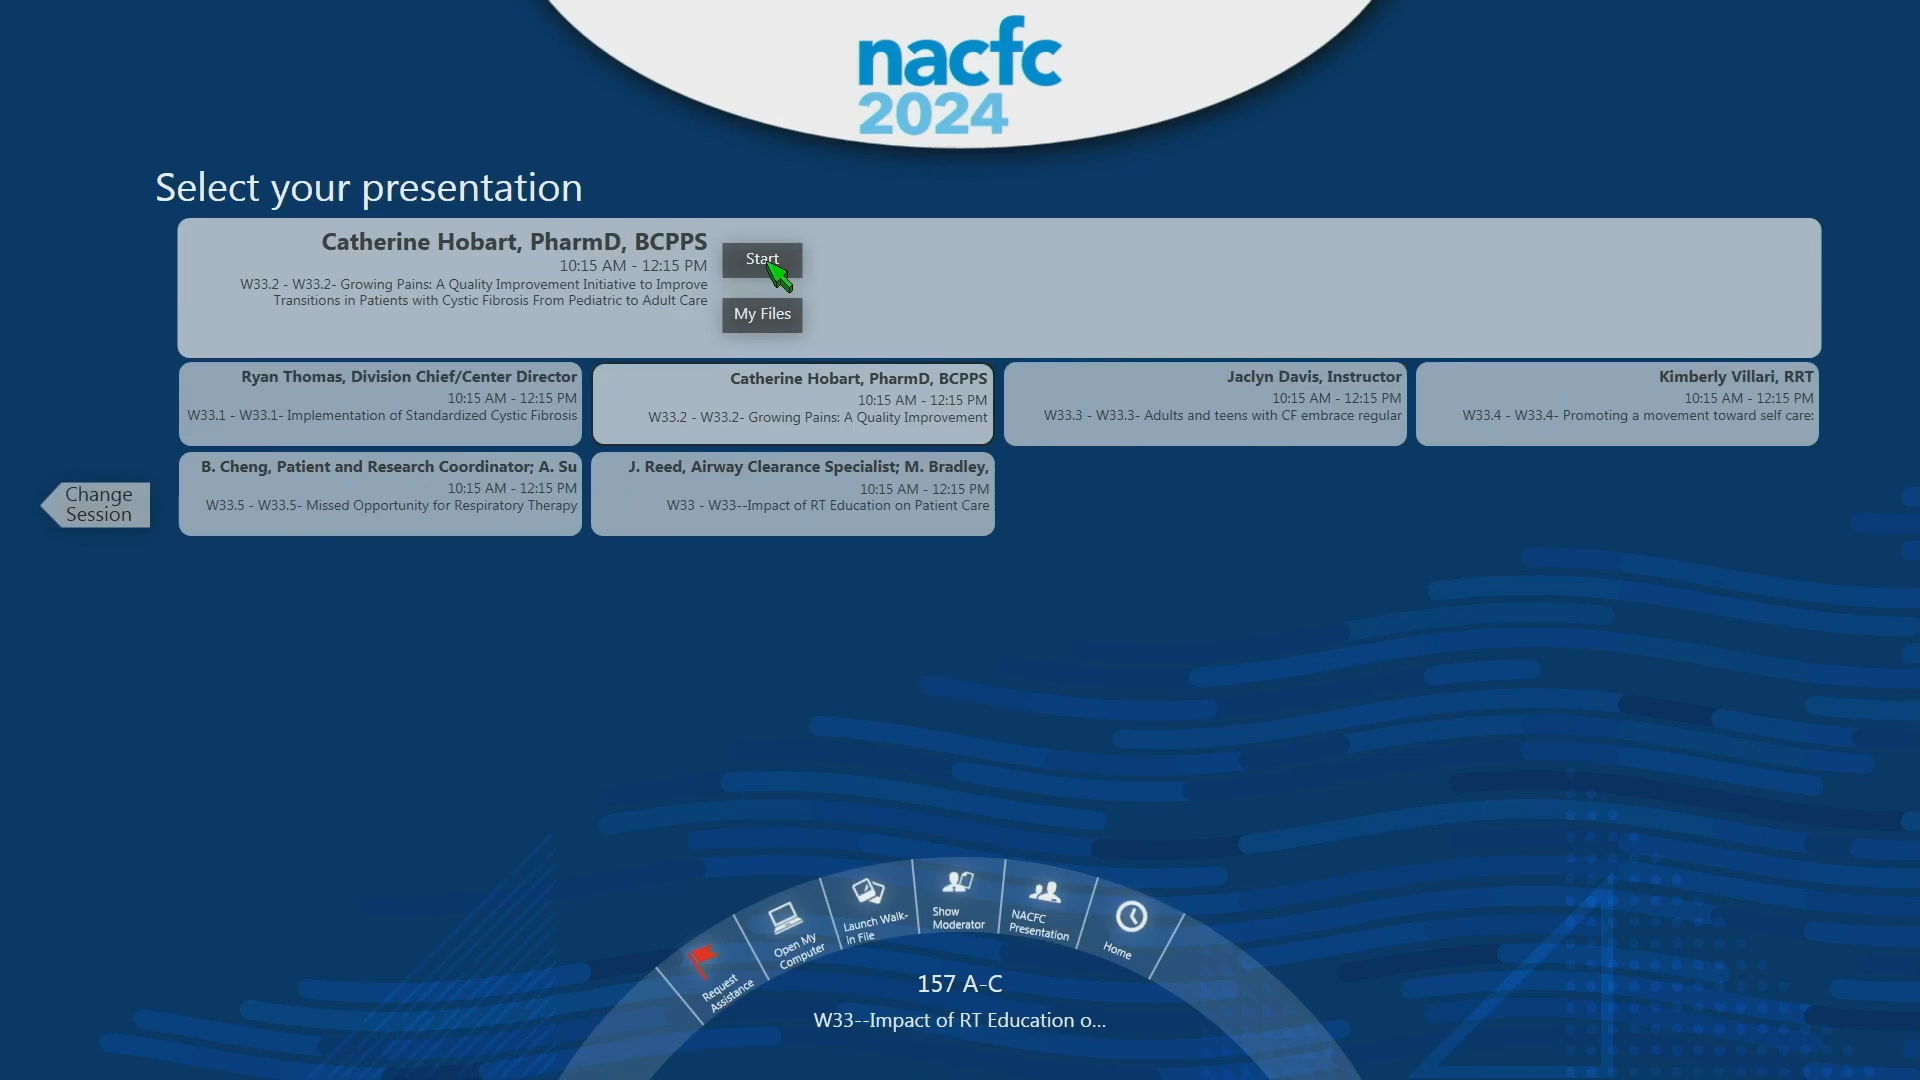 nacfc
2024
Select your presentation
Catherine Hobart, PharmD, BCPPS
10:15 AM - 12:15 PM
W33.2 - W33.2- Growing Pains: A Quality Improvement Initiative to Improve
Transitions in Patients with Cystic Fibrosis From Pediatric to Adult Care
Start
My Files
Ryan Thomas, Division Chief/Center Director
10:15 AM - 12:15 PM
W33.1 - W33.1- Implementation of Standardized Cystic Fibrosis
Catherine Hobart, PharmD, BCPPS
10:15 AM - 12:15 PM
W33.2 - W33.2- Growing Pains: A Quality Improvement
Jaclyn Davis, Instructor
10:15 AM - 12:15 PM
W33.3 - W33.3- Adults and teens with CF embrace regular
Kimberly Villari, RRT
10:15 AM - 12:15 PM
W33.4 - W33.4- Promoting a movement toward self care:
B. Cheng, Patient and Research Coordinator; A. Su
10:15 AM - 12:15 PM
W33.5 - W33.5- Missed Opportunity for Respiratory Therapy
J. Reed, Airway Clearance Specialist; M. Bradley,
10:15 AM - 12:15 PM
W33 - W33--Impact of RT Education on Patient Care
Change
Session
Request
Assistance
Open My
Computer
Launch Walk-
in File
Show
Moderator
NACFC
Presentation
Home
157 A-C
W33--Impact of RT Education o...